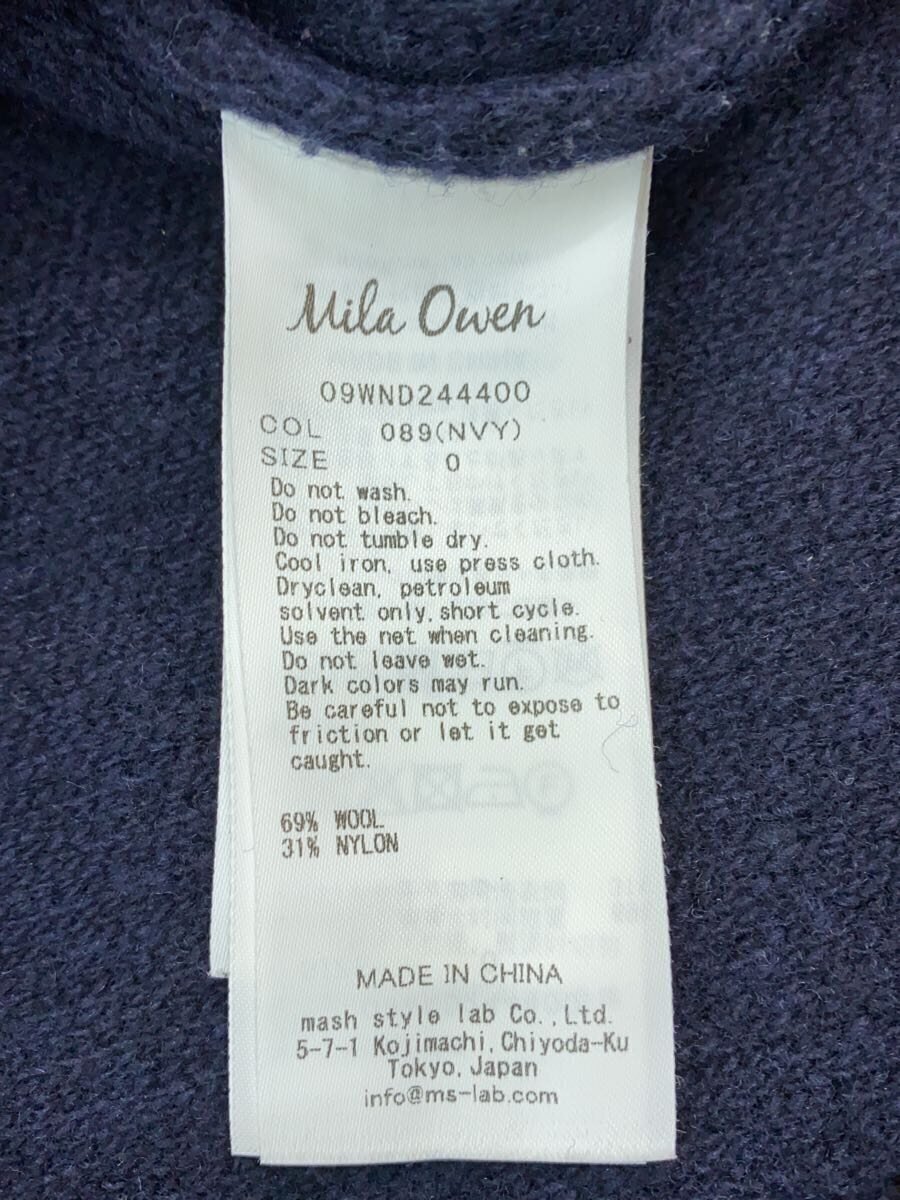 Mila Owen
09WND244400
COL 089(NVY)
SIZE 0
Do not wash.
Do not bleach.
Do not tumble dry.
Cool iron, use press cloth.
Dryclean, petroleum
solvent only, short cycle.
Use the net when cleaning.
Do not leave wet.
Dark colors may run.
Be careful not to expose to
friction or let it get
caught.
69% WOOL
31% NYLON
MADE IN CHINA
mash style lab Co., Ltd.
5-7-1 Kojimachi, Chiyoda-Ku
Tokyo, Japan
info@ms-lab.com